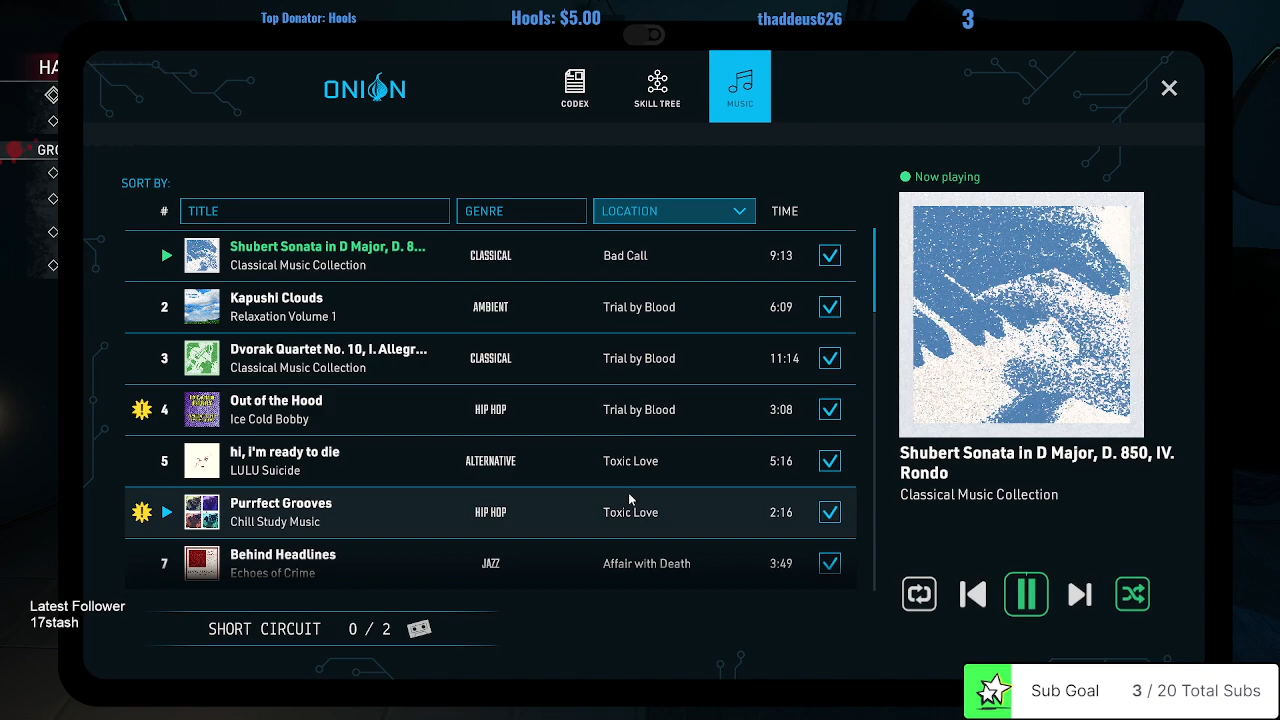 Top Donator: Hools
Hools: $5.00
thaddeus626
3
HA
GRO
ONION
CODEX
SKILL TREE
MUSIC
SORT BY:
# TITLE GENRE LOCATION TIME
Shubert Sonata in D Major, D. 8...
Classical Music Collection
CLASSICAL
Bad Call
9:13
2
Kapushi Clouds
Relaxation Volume 1
AMBIENT
Trial by Blood
6:09
3
Dvorak Quartet No. 10, I. Allegr...
Classical Music Collection
CLASSICAL
Trial by Blood
11:14
4
Out of the Hood
Ice Cold Bobby
HIP HOP
Trial by Blood
3:08
5
hi, i'm ready to die
LULU Suicide
ALTERNATIVE
Toxic Love
5:16
Purrfect Grooves
Chill Study Music
HIP HOP
Toxic Love
2:16
7
Behind Headlines
Echoes of Crime
JAZZ
Affair with Death
3:49
Now playing
Shubert Sonata in D Major, D. 850, IV.
Rondo
Classical Music Collection
Latest Follower
17stash
SHORT CIRCUIT 0 / 2
Sub Goal 3 / 20 Total Subs